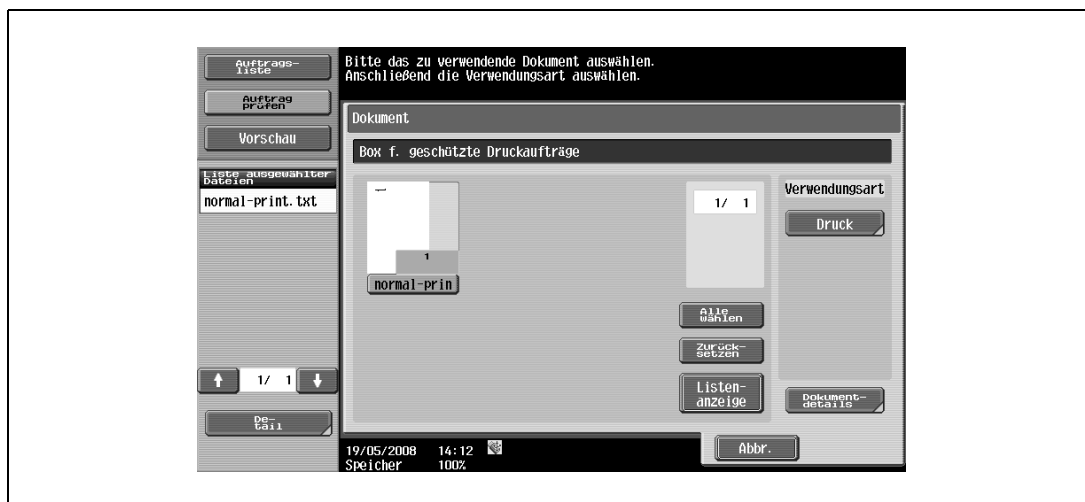 Auftrags-
liste
Auftrag
prüfen
Vorschau
Liste ausgewählter
Dateien
normal-print.txt
1/ 1
De-
tail
Bitte das zu verwendende Dokument auswählen.
Anschließend die Verwendungsart auswählen.
Dokument
Box f. geschützte Druckaufträge
1
1
normal-prin
1/ 1
Alle
wählen
Zurück-
setzen
Listen-
anzeige
Verwendungsart
Druck
Dokument-
details
Abbr.
19/05/2008 14:12
Speicher 100%